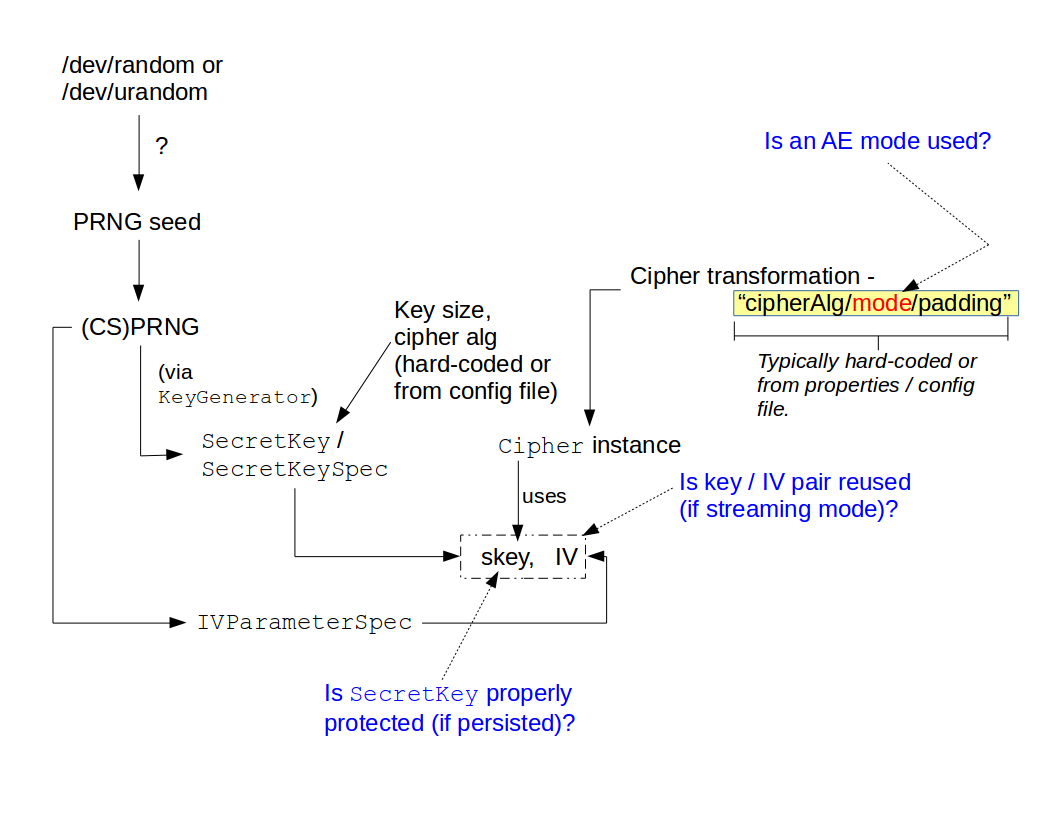 /dev/random or
/dev/urandom
?
Is an AE mode used?
PRNG seed
Cipher transformation -
“cipherAlg/mode/padding”
Key size,
cipher alg
(hard-coded or
from config file)
(CS)PRNG
Typically hard-coded or
from properties / config
file.
(via
KeyGenerator)
SecretKey /
SecretKeySpec
Cipher instance
uses
Is key / IV pair reused
(if streaming mode)?
skey, IV
IVParameterSpec
Is SecretKey properly
protected (if persisted)?